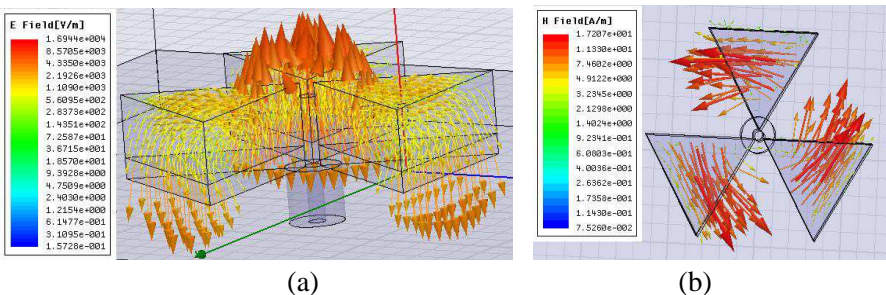 E Field[V/m]
1.6944e+004
8.5705e+003
4.3350e+003
2.1926e+003
1.1090e+003
5.6095e+002
2.8373e+002
1.4351e+002
7.2587e+001
3.6715e+001
1.8570e+001
9.3928e+000
4.7509e+000
2.4030e+000
1.2154e+000
6.1477e-001
3.1095e-001
1.5728e-001
(a)
H Field[A/m]
1.7207e+001
1.1330e+001
7.4602e+000
4.9122e+000
3.2345e+000
2.1298e+000
1.4024e+000
9.2341e-001
6.0803e-001
4.0036e-001
2.6362e-001
1.7358e-001
1.1430e-001
7.5260e-002
(b)